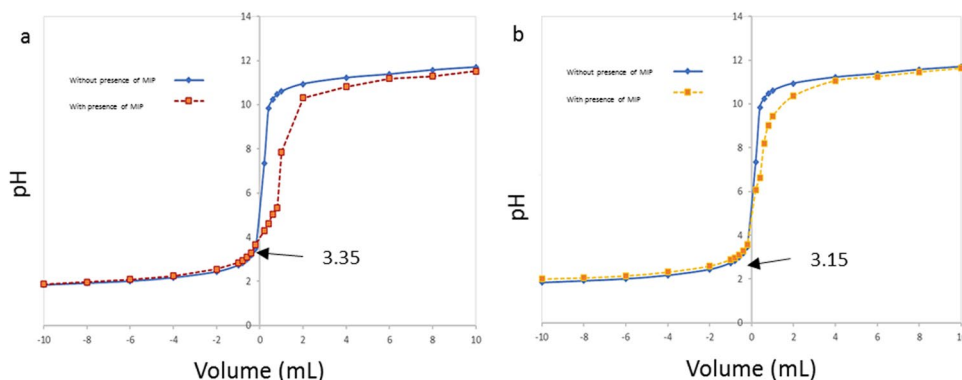 a
pH
14
12
10
8
6
4
2
0
Without presence of MIP
With presence of MIP
3.35
-10 -8 -6 -4 -2 0 2 4 6 8 10
Volume (mL)
b
pH
14
12
10
8
6
4
2
0
Without presence of MIP
With presence of MIP
3.15
-10 -8 -6 -4 -2 0 2 4 6 8 10
Volume (mL)